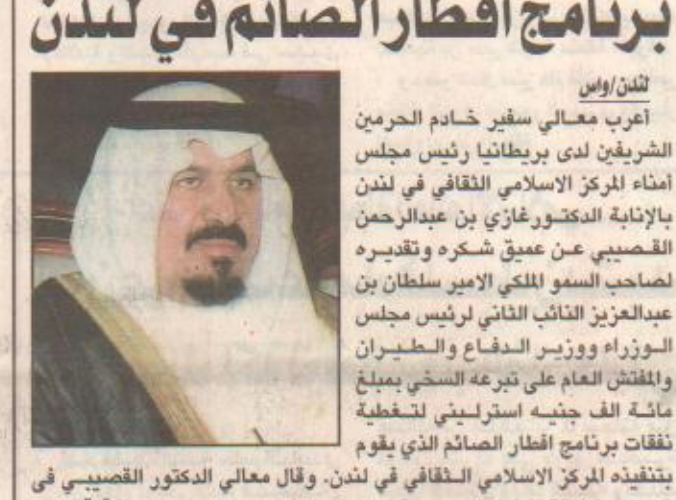 برنامج افطار الصائم في لندن
لندن/واس
أعرب معالي سفير خادم الحرمين
الشريفين لدى بريطانيا رئيس مجلس
أمناء المركز الاسلامي الثقافي في لندن
بالإنابة الدكتور غازي بن عبدالرحمن
القصيبي عن عميق شكره وتقديره
لصاحب السمو الملكي الامير سلطان بن
عبدالعزيز النائب الثاني لرئيس مجلس
الوزراء ووزير الدفاع والطيران
والمفتش العام على تبرعه السخي بمبلغ
مائة الف جنيه استرليني لتغطية
نفقات برنامج افطار الصائم الذي يقوم
بتنفيذه المركز الاسلامي الثقافي في لندن. وقال معالي الدكتور القصيبي في